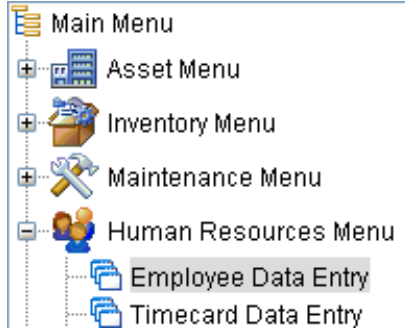 Main Menu
Asset Menu
Inventory Menu
Maintenance Menu
Human Resources Menu
Employee Data Entry
Timecard Data Entry